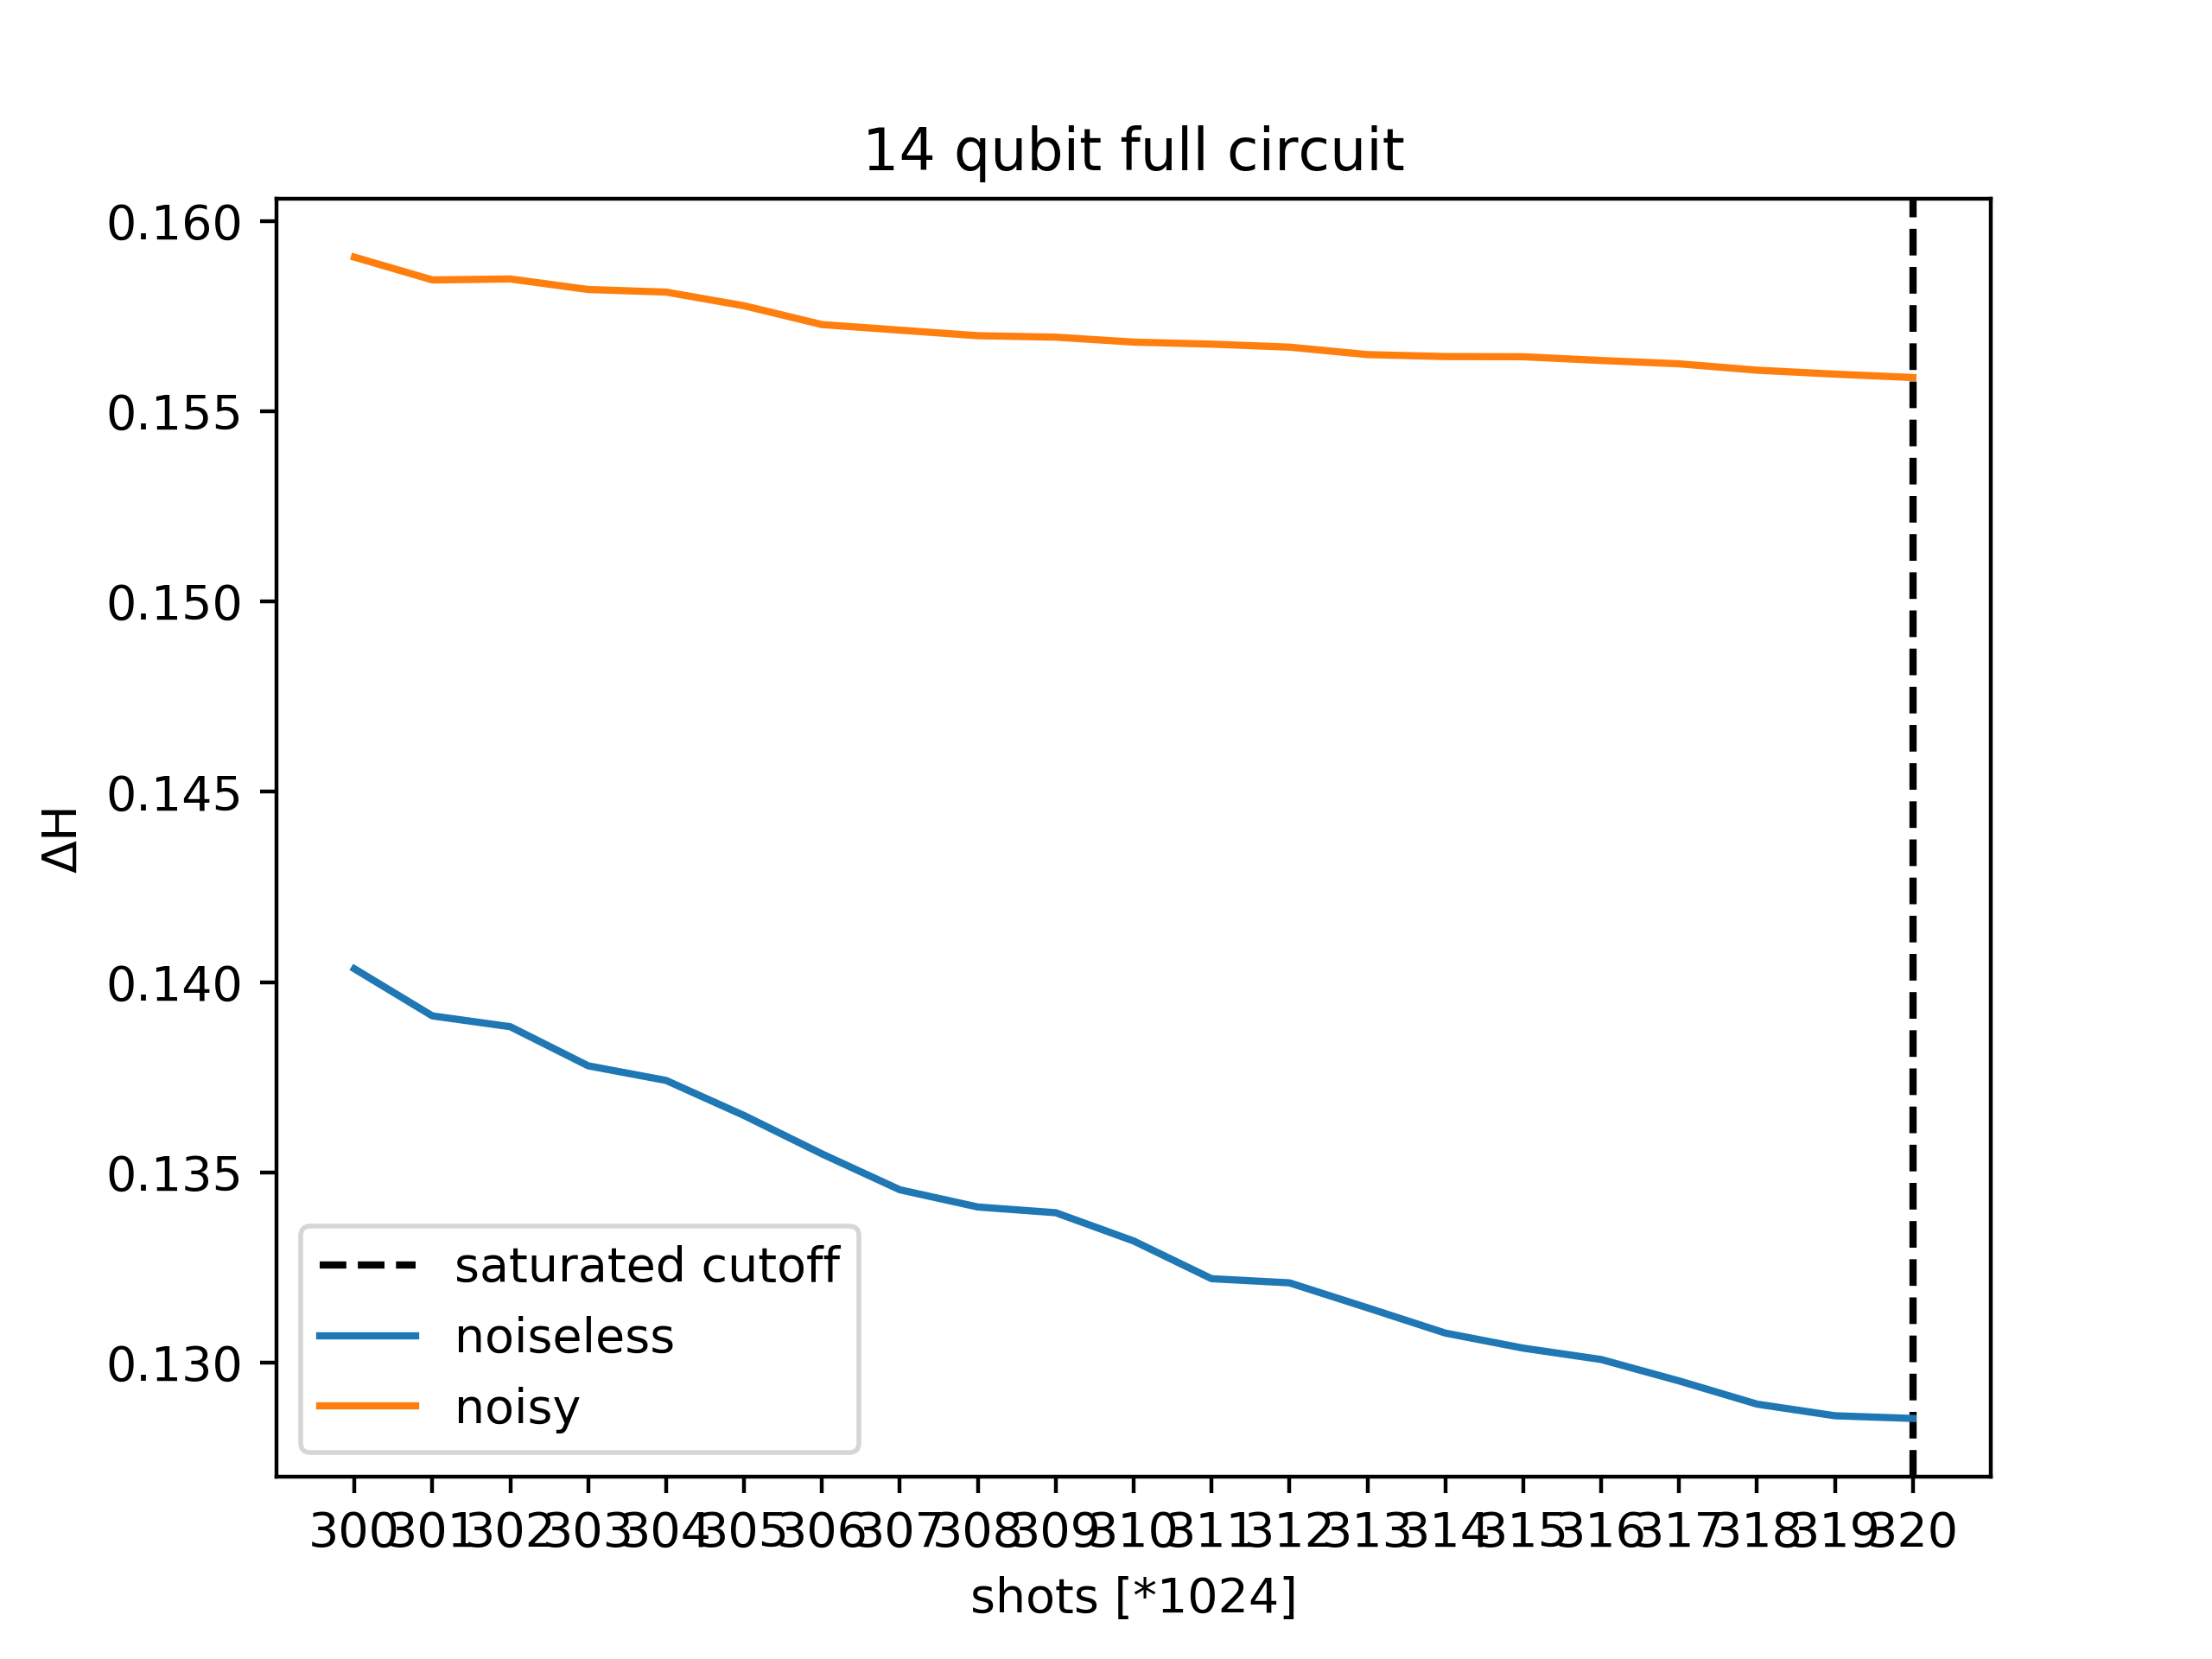 14 qubit full circuit
0.160
0.155
0.150
0.145
0.140
0.135
0.130
ΔH
saturated cutoff
noiseless
noisy
300 301 302 303 304 305 306 307 308 309 310 311 312 313 314 315 316 317 318 319 320
shots [*1024]